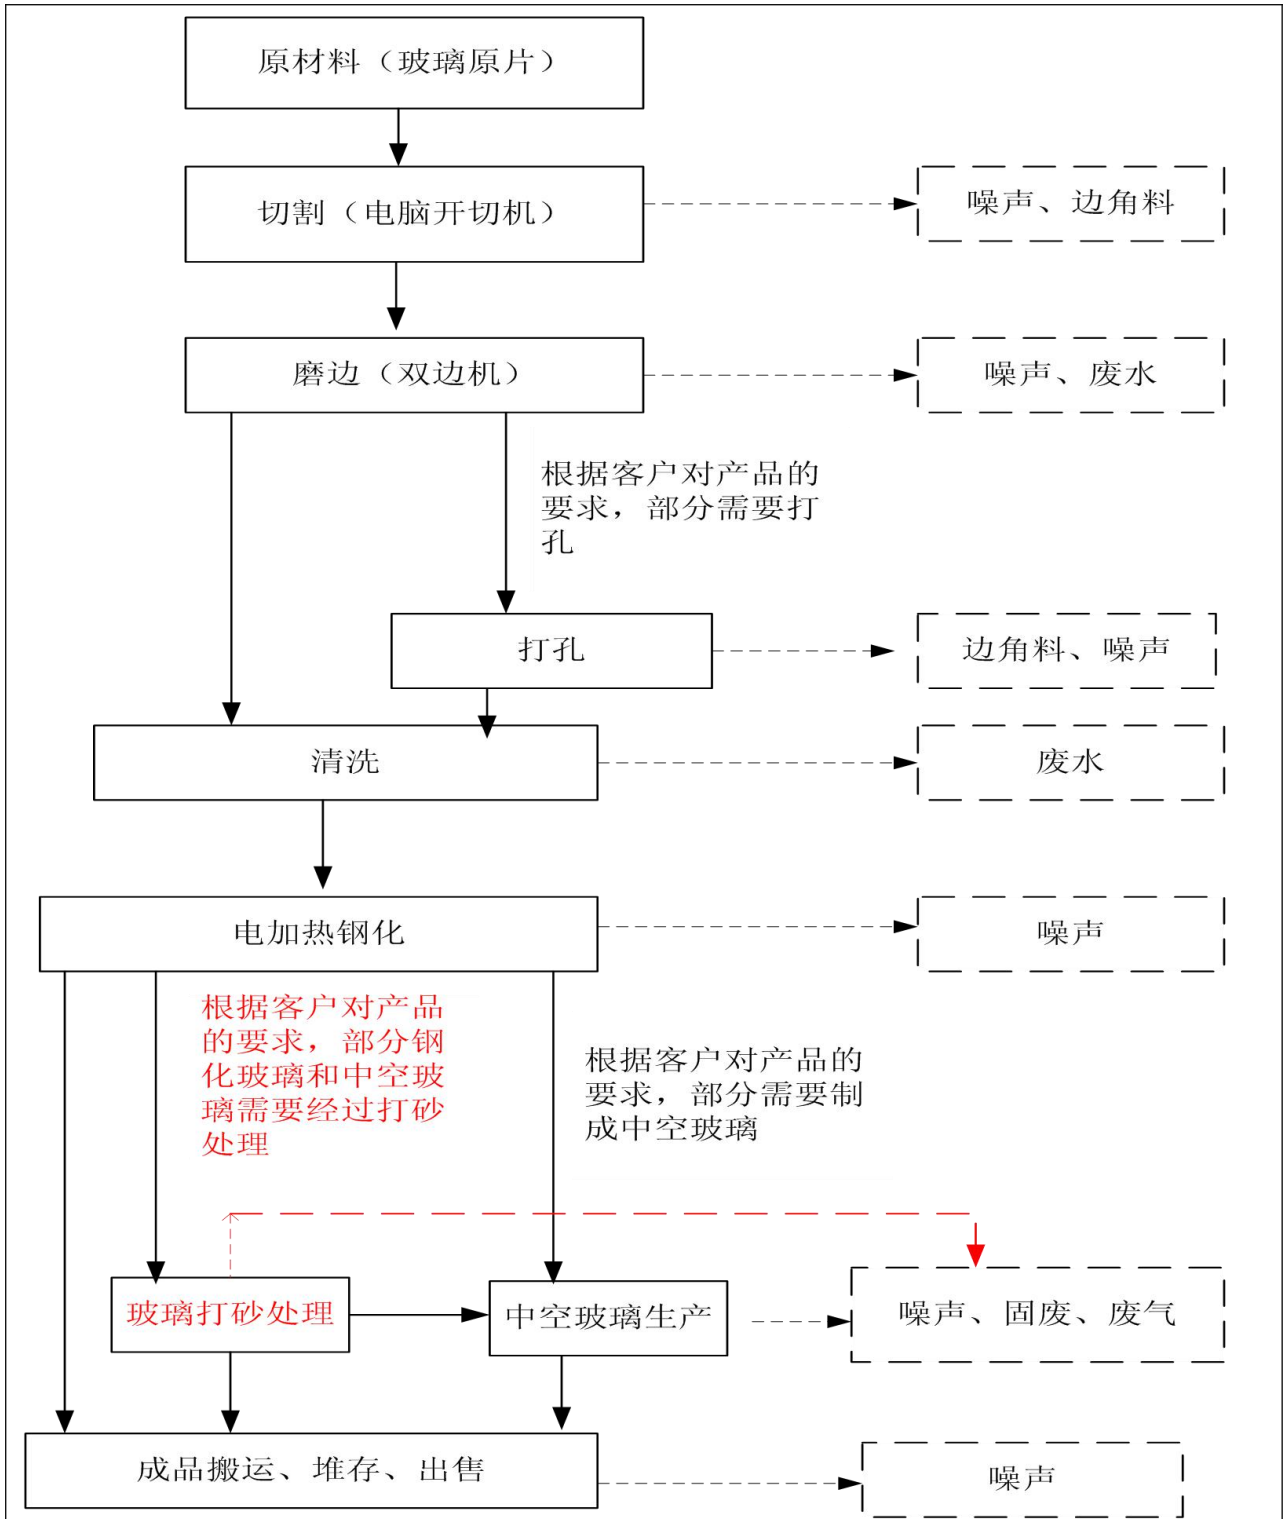 原材料（玻璃原片）
切割（电脑开切机）
噪声、边角料
磨边（双边机）
噪声、废水
根据客户对产品的
要求，部分需要打
孔
打孔
边角料、噪声
清洗
废水
电加热钢化
噪声
根据客户对产品
的要求，部分钢
化玻璃和中空玻
璃需要经过打砂
处理
根据客户对产品的
要求，部分需要制
成中空玻璃
玻璃打砂处理
中空玻璃生产
噪声、固废、废气
成品搬运、堆存、出售
噪声